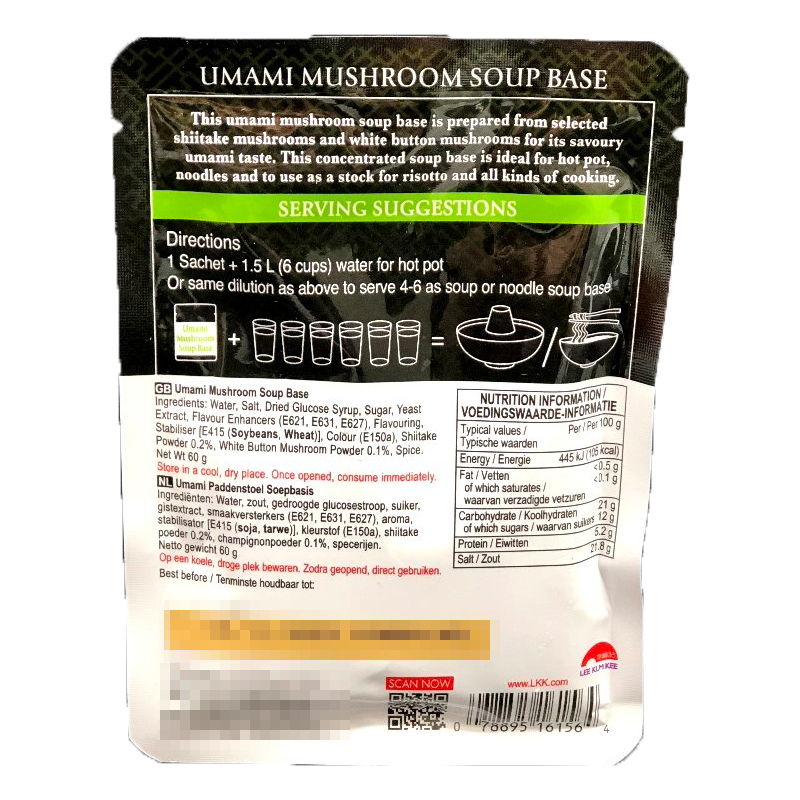 UMAMI MUSHROOM SOUP BASE
This umami mushroom soup base is prepared from selected
shiitake mushrooms and white button mushrooms for its savoury
umami taste. This concentrated soup base is ideal for hot pot,
noodles and to use as a stock for risotto and all kinds of cooking.
SERVING SUGGESTIONS
Directions
1 Sachet + 1.5 L (6 cups) water for hot pot
Or same dilution as above to serve 4-6 as soup or noodle soup base
Umami
Mushroom
Soup Base
+ = /
GB Umami Mushroom Soup Base
Ingredients: Water, Salt, Dried Glucose Syrup, Sugar, Yeast
Extract, Flavour Enhancers (E621, E631, E627), Flavouring,
Stabiliser [E415 (Soybeans, Wheat)], Colour (E150a), Shiitake
Powder 0.2%, White Button Mushroom Powder 0.1%, Spice.
Net Wt 60 g
Store in a cool, dry place. Once opened, consume immediately.
NL Umami Paddenstoel Soepbasis
Ingrediënten: Water, zout, gedroogde glucosestroop, suiker,
gistextract, smaakversterkers (E621, E631, E627), aroma,
stabilisator [E415 (soja, tarwe)], kleurstof (E150a), shiitake
poeder 0.2%, champignonpoeder 0.1%, specerijen.
Netto gewicht 60 g
Op een koele, droge plek bewaren. Zodra geopend, direct gebruiken.
Best before / Tenminste houdbaar tot:
NUTRITION INFORMATION /
VOEDINGSWAARDE-INFORMATIE
Typical values / Per / Per 100 g
Typische waarden
Energy / Energie 445 kJ (105 kcal)
Fat / Vetten <0.5 g
of which saturates / <0.1 g
waarvan verzadigde vetzuren
Carbohydrate / Koolhydraten 21 g
of which sugars / waarvan suikers 12 g
Protein / Eiwitten 5.2 g
Salt / Zout 21.8 g
LEE KUM KEE
SCAN NOW
www.LKK.com
0 78895 16156 4